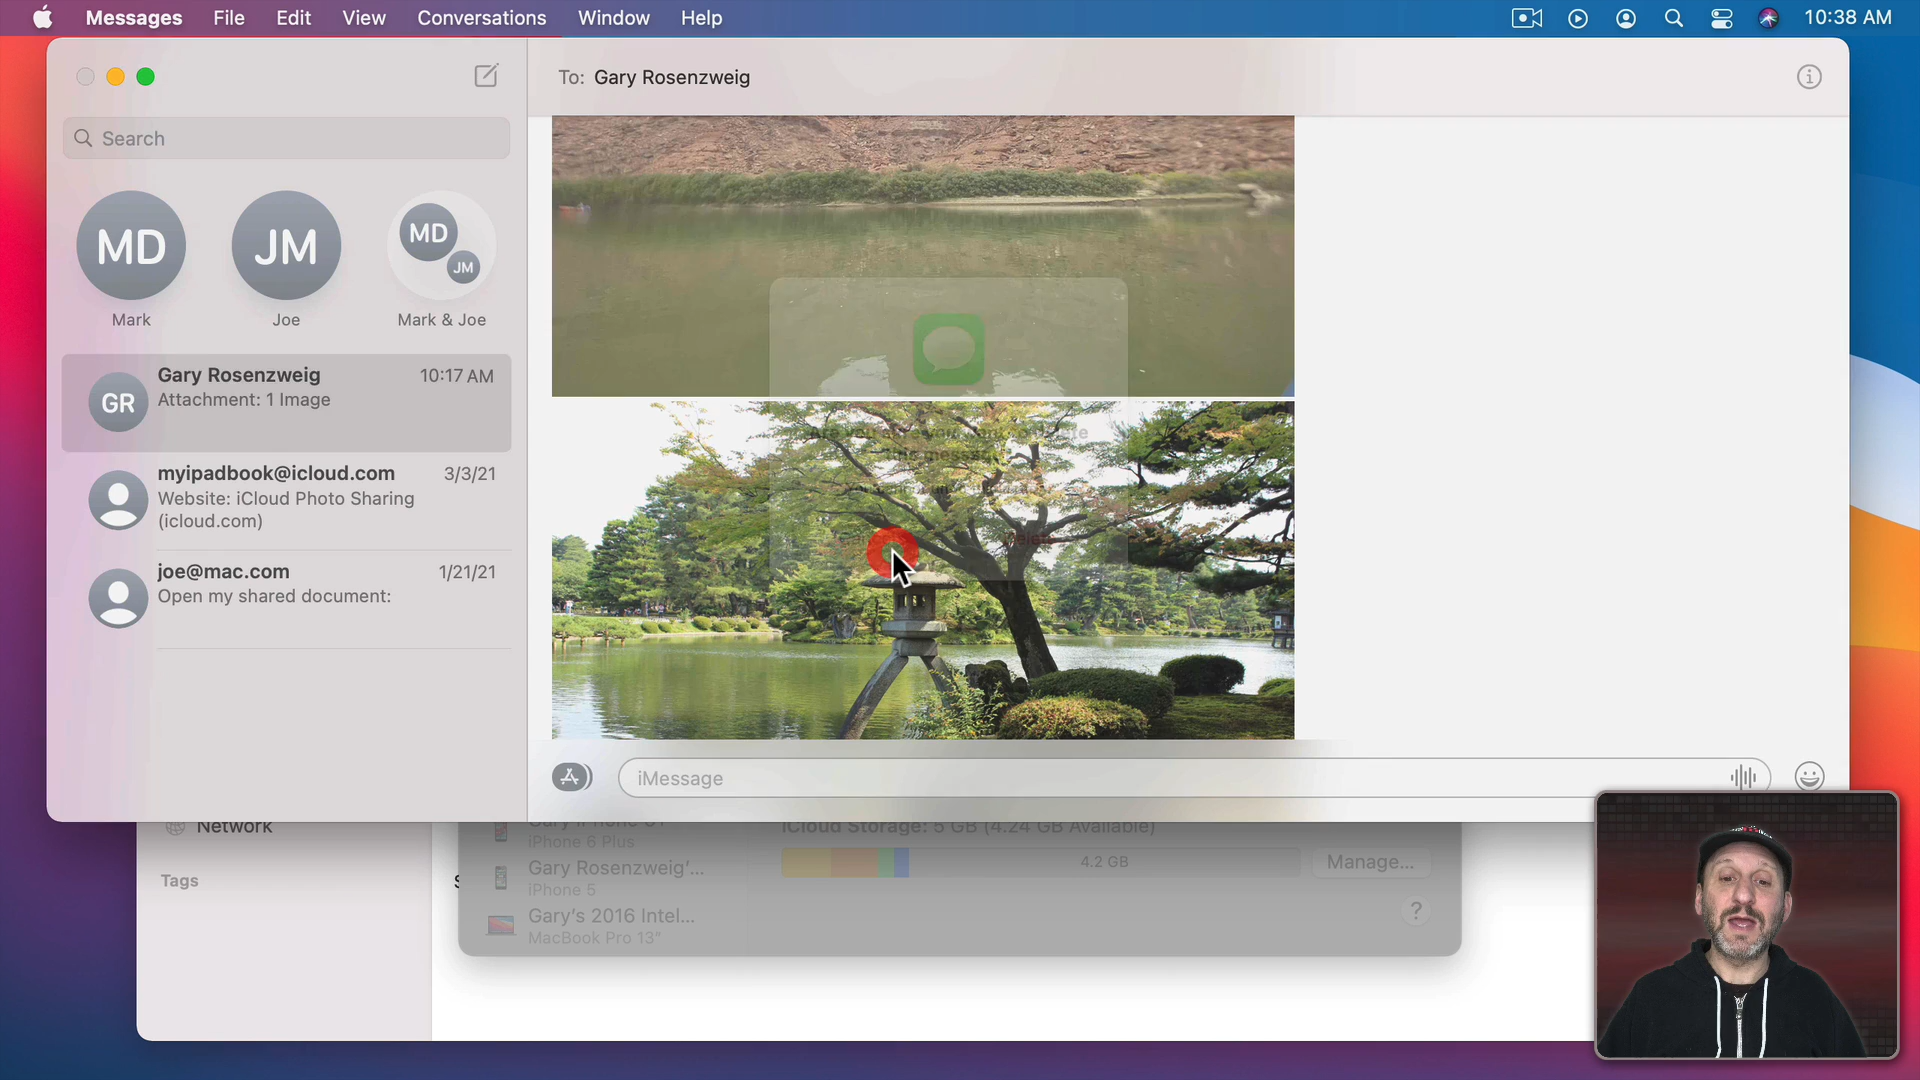 Messages File Edit View Conversations Window Help 10:38 AM
To: Gary Rosenzweig
Search
MD
JM
MD
JM
Mark
Joe
Mark & Joe
GR
Gary Rosenzweig 10:17 AM
Attachment: 1 Image
myipadbook@icloud.com 3/3/21
Website: iCloud Photo Sharing
(icloud.com)
joe@mac.com 1/21/21
Open my shared document:
Delete
iMessage
Network
Tags
iPhone 6 Plus
Gary Rosenzweig'...
iPhone 5
Gary's 2016 Intel...
MacBook Pro 13"
iCloud Storage: 5 GB (4.24 GB Available)
4.2 GB
Manage...
?